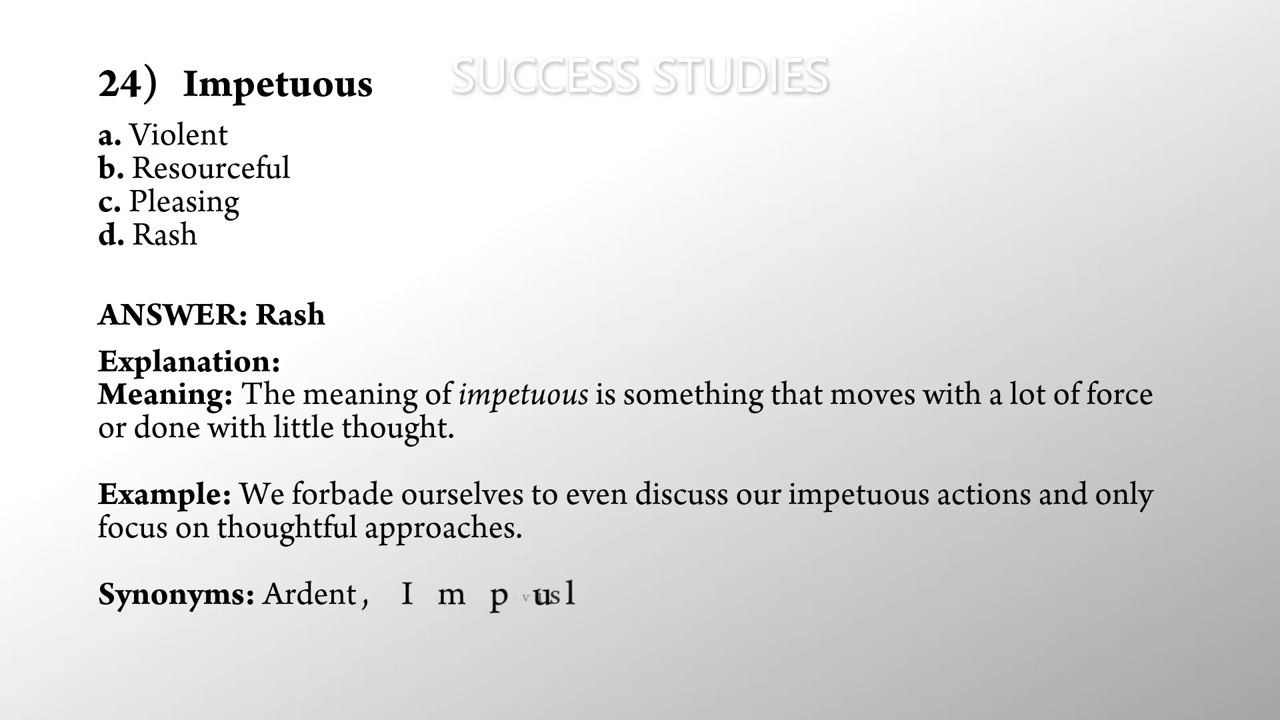 SUCCESS STUDIES
24) Impetuous
a. Violent
b. Resourceful
c. Pleasing
d. Rash
ANSWER: Rash
Explanation:
Meaning: The meaning of impetuous is something that moves with a lot of force
or done with little thought.
Example: We forbade ourselves to even discuss our impetuous actions and only
focus on thoughtful approaches.
Synonyms: Ardent,